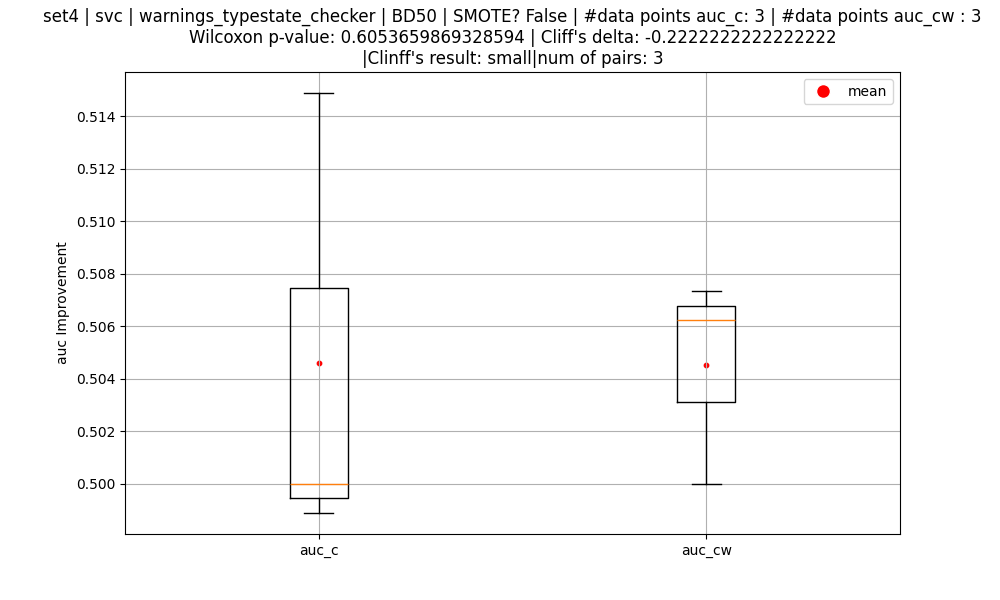 set4 | svc | warnings_typestate_checker | BD50 | SMOTE? False | #data points auc_c: 3 | #data points auc_cw : 3
Wilcoxon p-value: 0.6053659869328594 | Cliff's delta: -0.2222222222222222
|Clinff's result: small|num of pairs: 3
mean
0.514
0.512
0.510
0.508
0.506
0.504
0.502
0.500
auc Improvement
auc_c
auc_cw